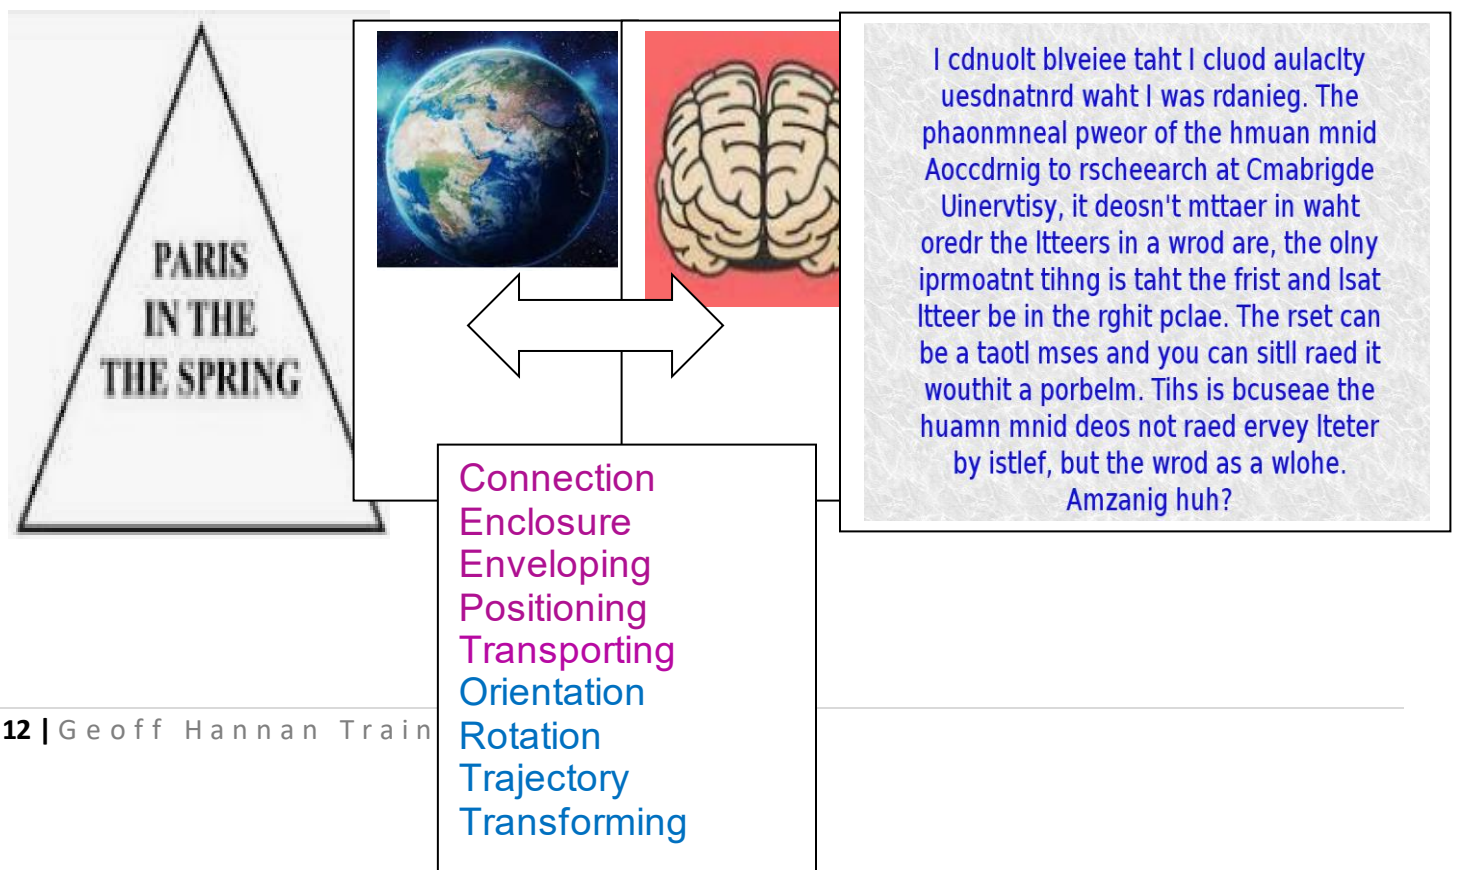 PARIS
IN THE
THE SPRING
I cdnuolt blveiee taht I cluod aulaclty
uesdnatnrd waht I was rdanieg. The
phaonmneal pweor of the hmuan mnid
Aoccdrnig to rscheearch at Cmabrigde
Uinervtisy, it deosn't mttaer in waht
oredr the ltteers in a wrod are, the olny
iprmoatnt tihng is taht the frist and lsat
ltteer be in the rghit pclae. The rset can
be a taotl mses and you can sitll raed it
wouthit a porbelm. Tihs is bcuseae the
huamn mnid deos not raed ervey lteter
by istlef, but the wrod as a wlohe.
Amzanig huh?
Connection
Enclosure
Enveloping
Positioning
Transporting
Orientation
Rotation
Trajectory
Transforming
12 | Geoff Hannan Train